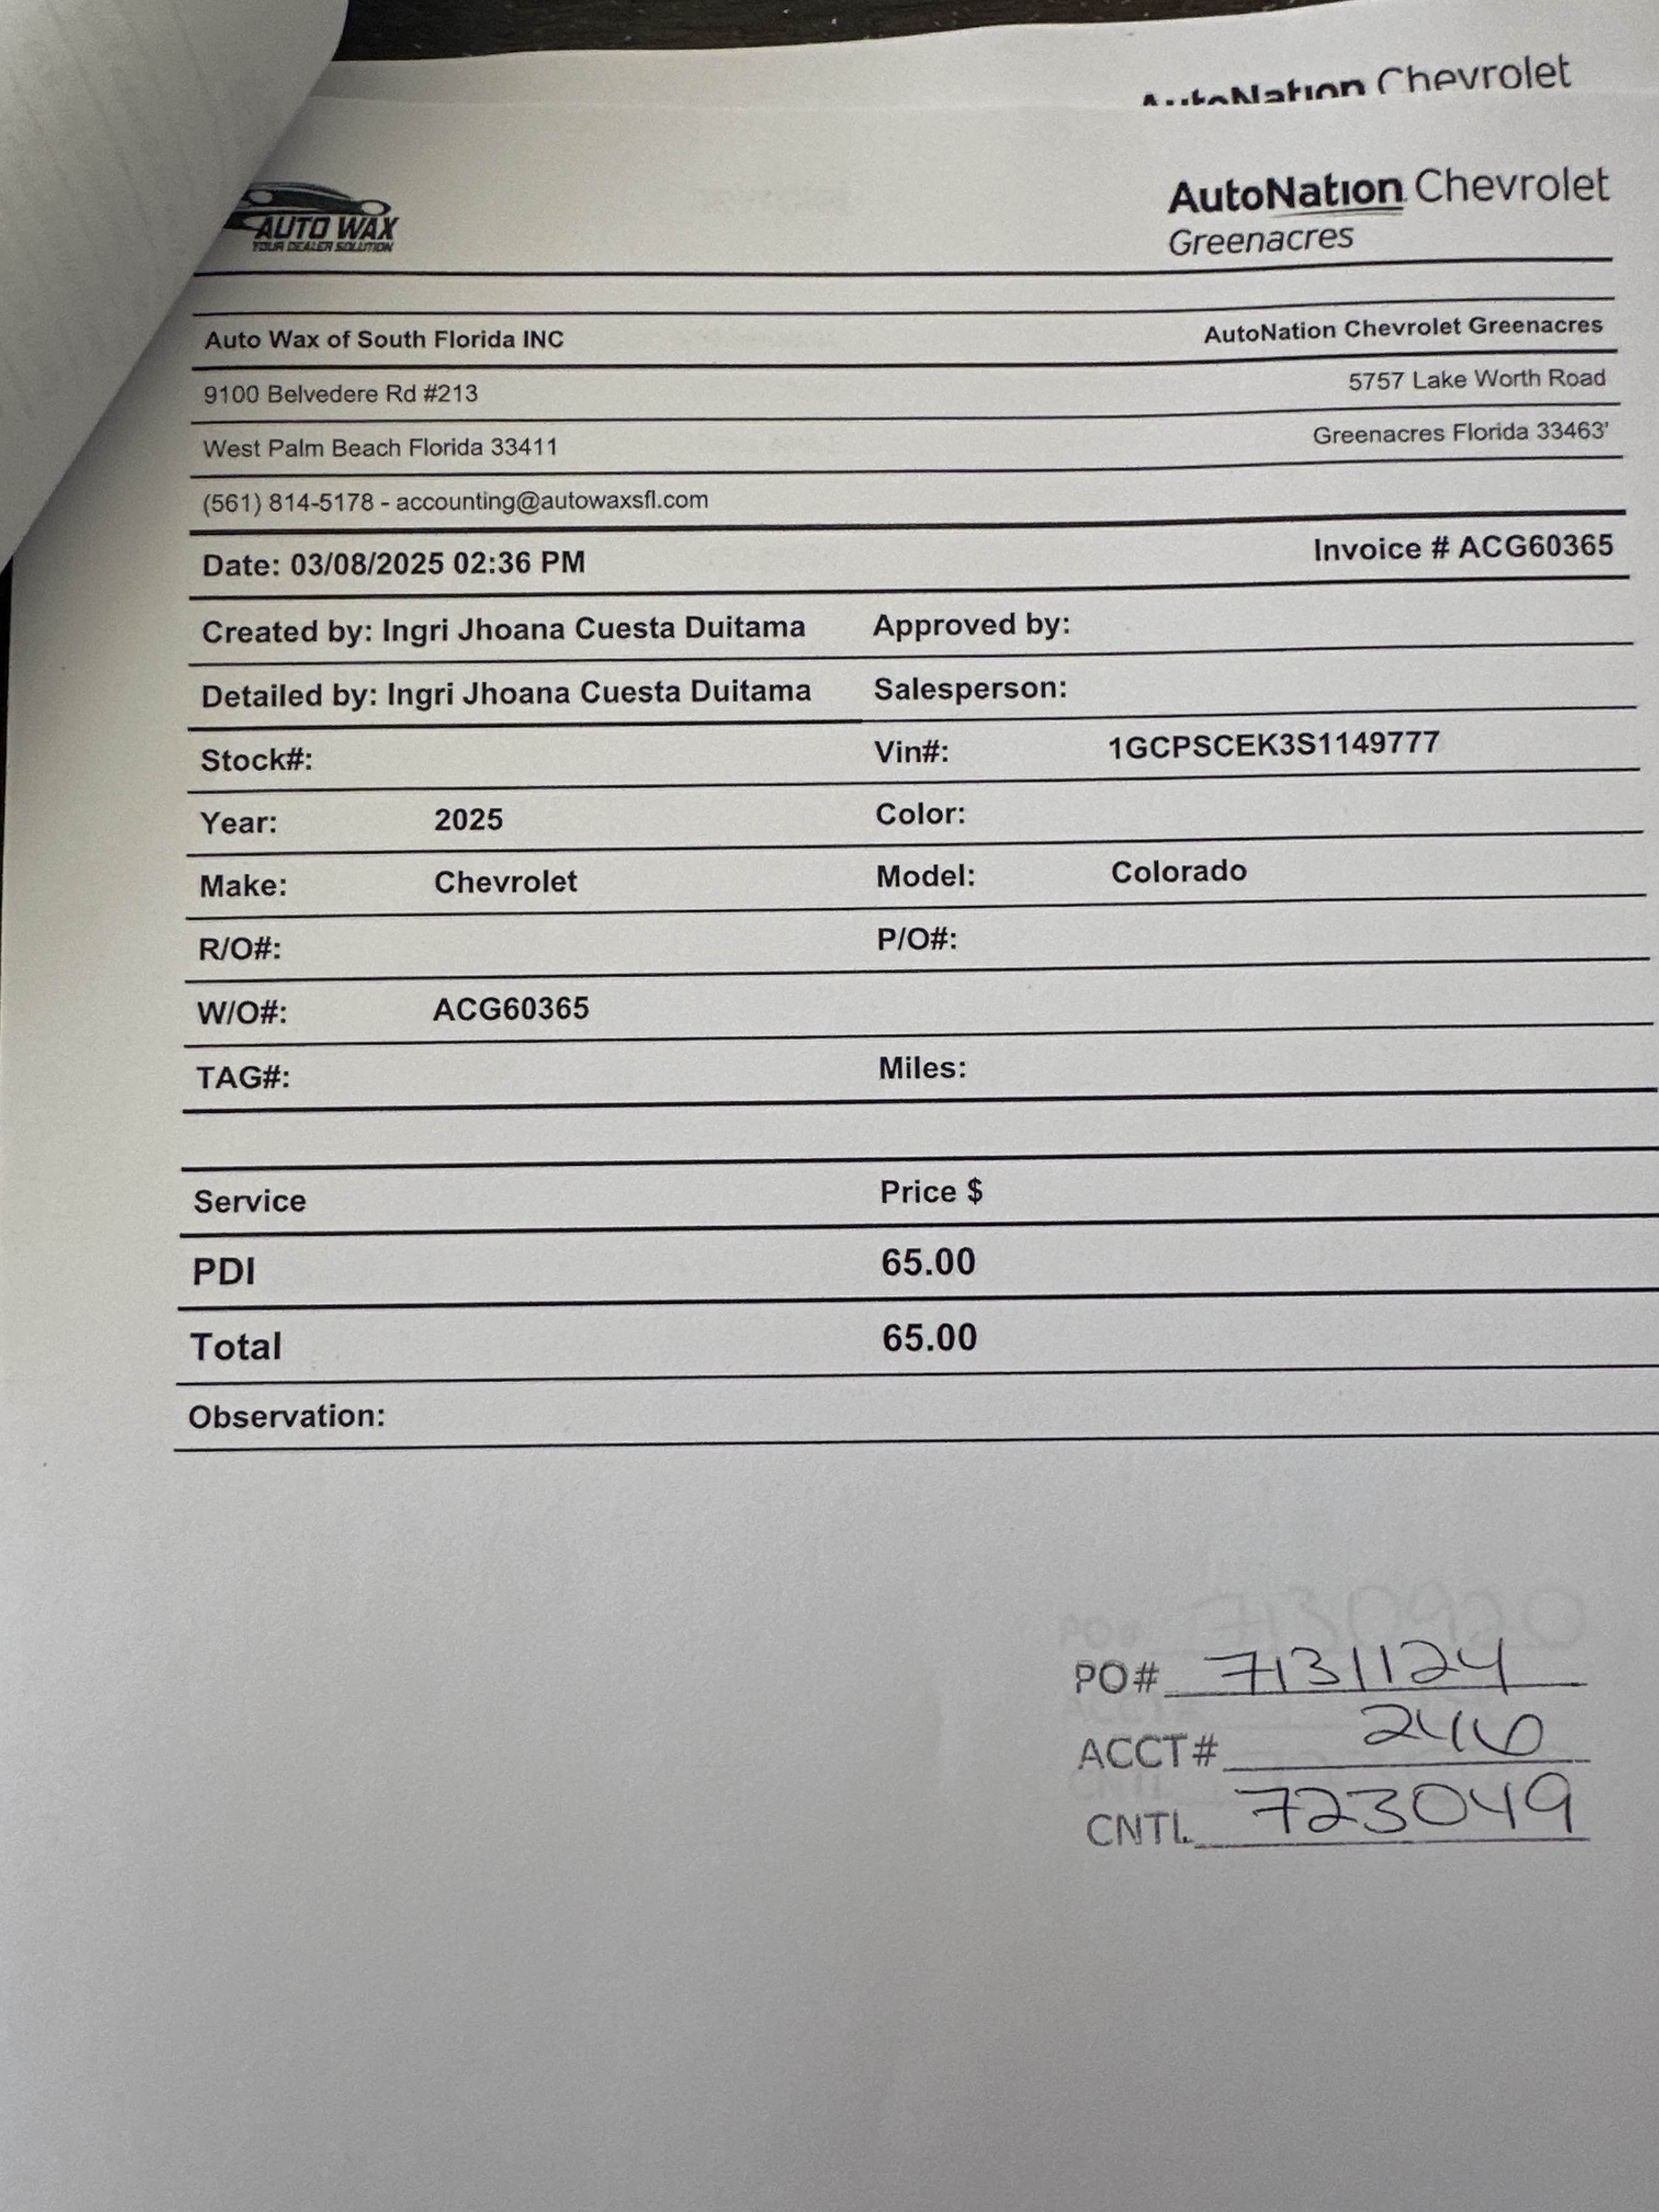 AutoNation Chevrolet
AUTO WAX
YOUR DEALER SOLUTION
AutoNation Chevrolet
Greenacres
Auto Wax of South Florida INC
AutoNation Chevrolet Greenacres
9100 Belvedere Rd #213
5757 Lake Worth Road
West Palm Beach Florida 33411
Greenacres Florida 33463'
(561) 814-5178 - accounting@autowaxsfl.com
Date: 03/08/2025 02:36 PM
Invoice # ACG60365
Created by: Ingri Jhoana Cuesta Duitama Approved by:
Detailed by: Ingri Jhoana Cuesta Duitama Salesperson:
Stock#: Vin#: 1GCPSCEK3S1149777
Year: 2025 Color:
Make: Chevrolet Model: Colorado
R/O#: P/O#:
W/O#: ACG60365
TAG#: Miles:
Service Price $
PDI 65.00
Total 65.00
Observation:
PO# 7130920
PO# 7131124
ACCT# 246
CNTL 723049